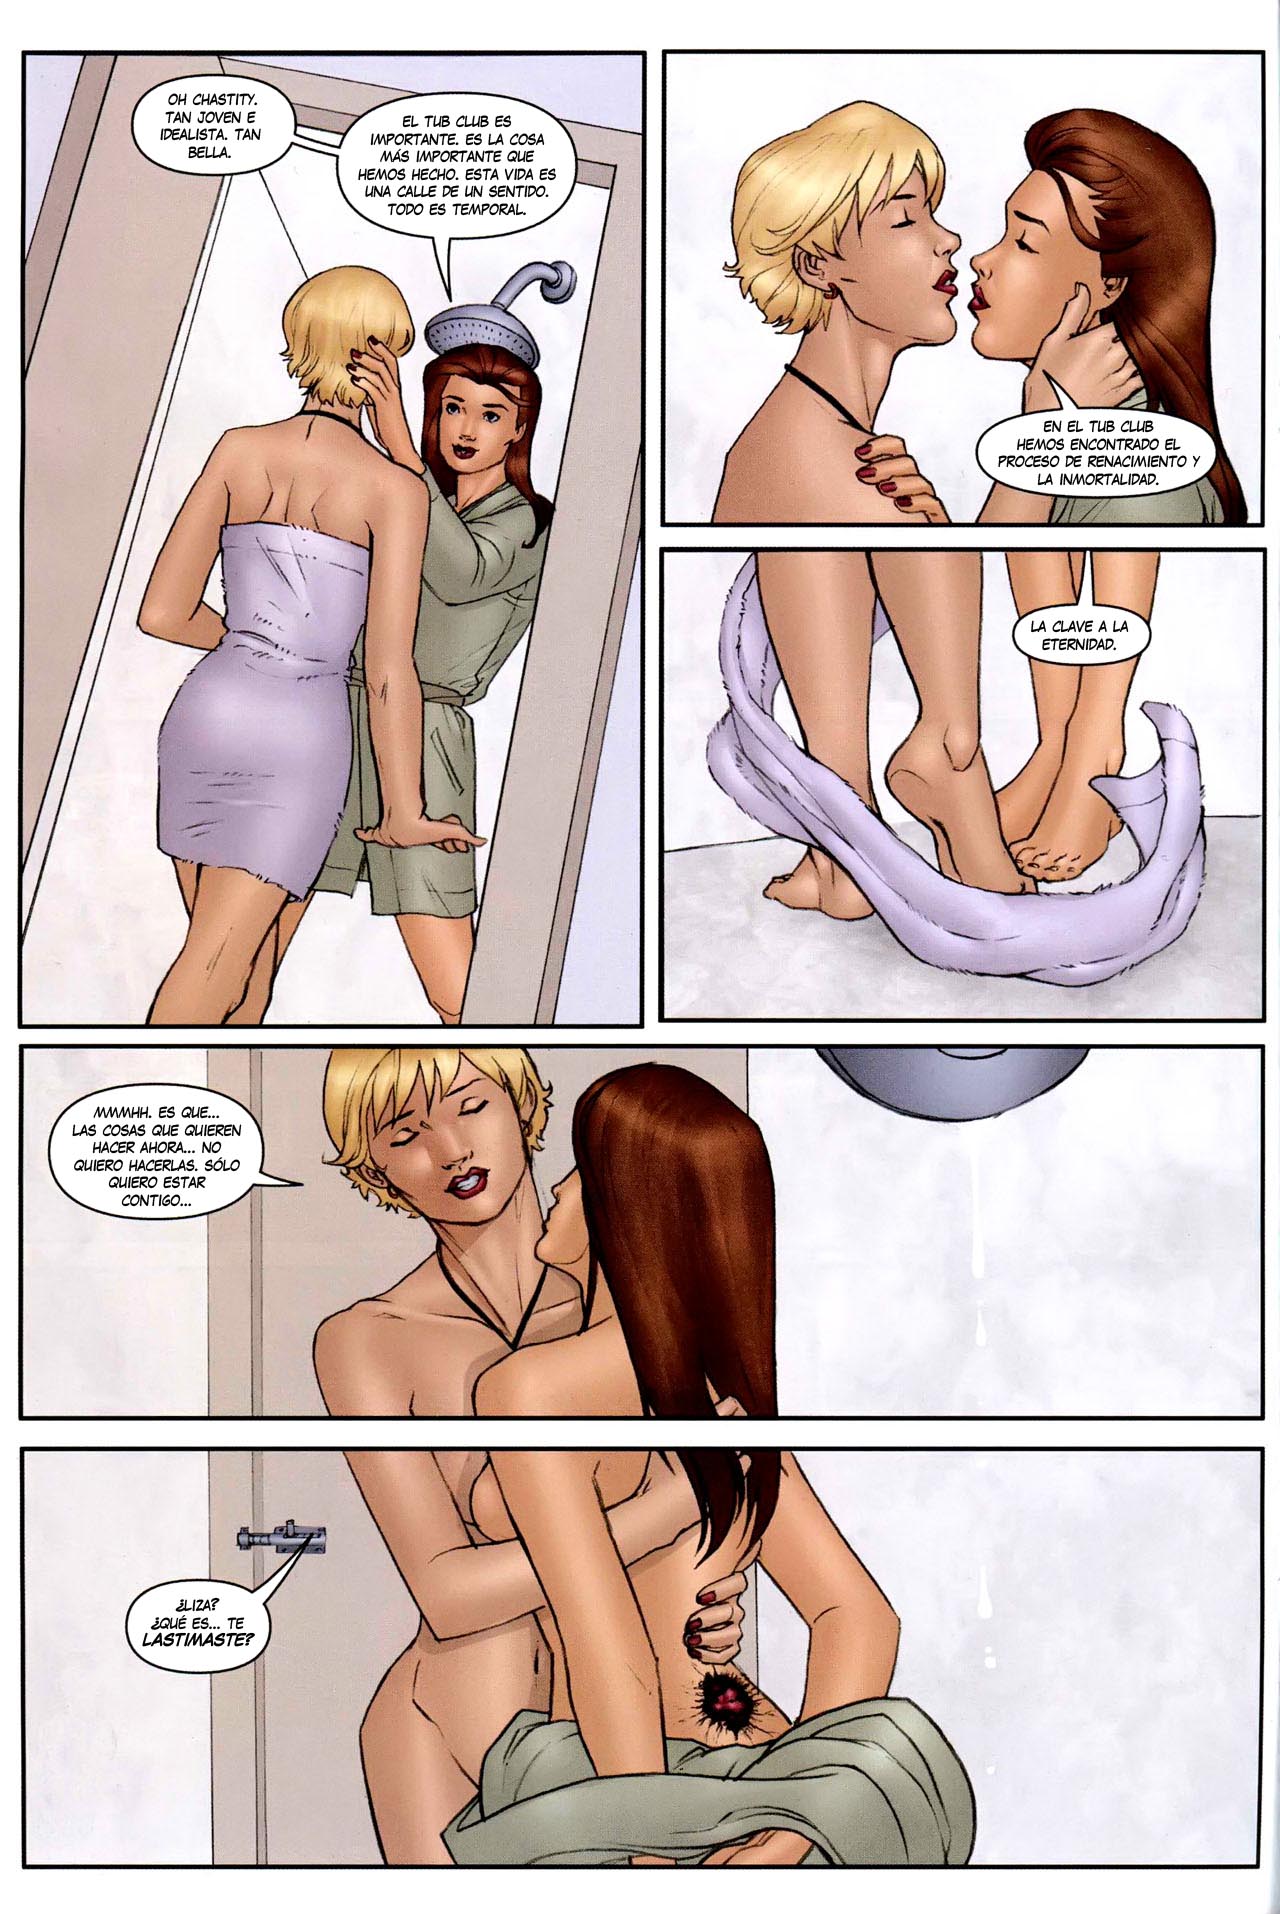 OH CHASTITY.
TAN JOVEN E
IDEALISTA. TAN
BELLA.
EL TUB CLUB ES
IMPORTANTE. ES LA COSA
MÁS IMPORTANTE QUE
HEMOS HECHO. ESTA VIDA ES
UNA CALLE DE UN SENTIDO.
TODO ES TEMPORAL.
EN EL TUB CLUB
HEMOS ENCONTRADO EL
PROCESO DE RENACIMIENTO Y
LA INMORTALIDAD.
LA CLAVE A LA
ETERNIDAD.
MMMHH. ES QUE...
LAS COSAS QUE QUIEREN
HACER AHORA... NO
QUIERO HACERLAS. SÓLO
QUIERO ESTAR
CONTIGO...
¿LIZA?
¿QUÉ ES... TE
LASTIMASTE?